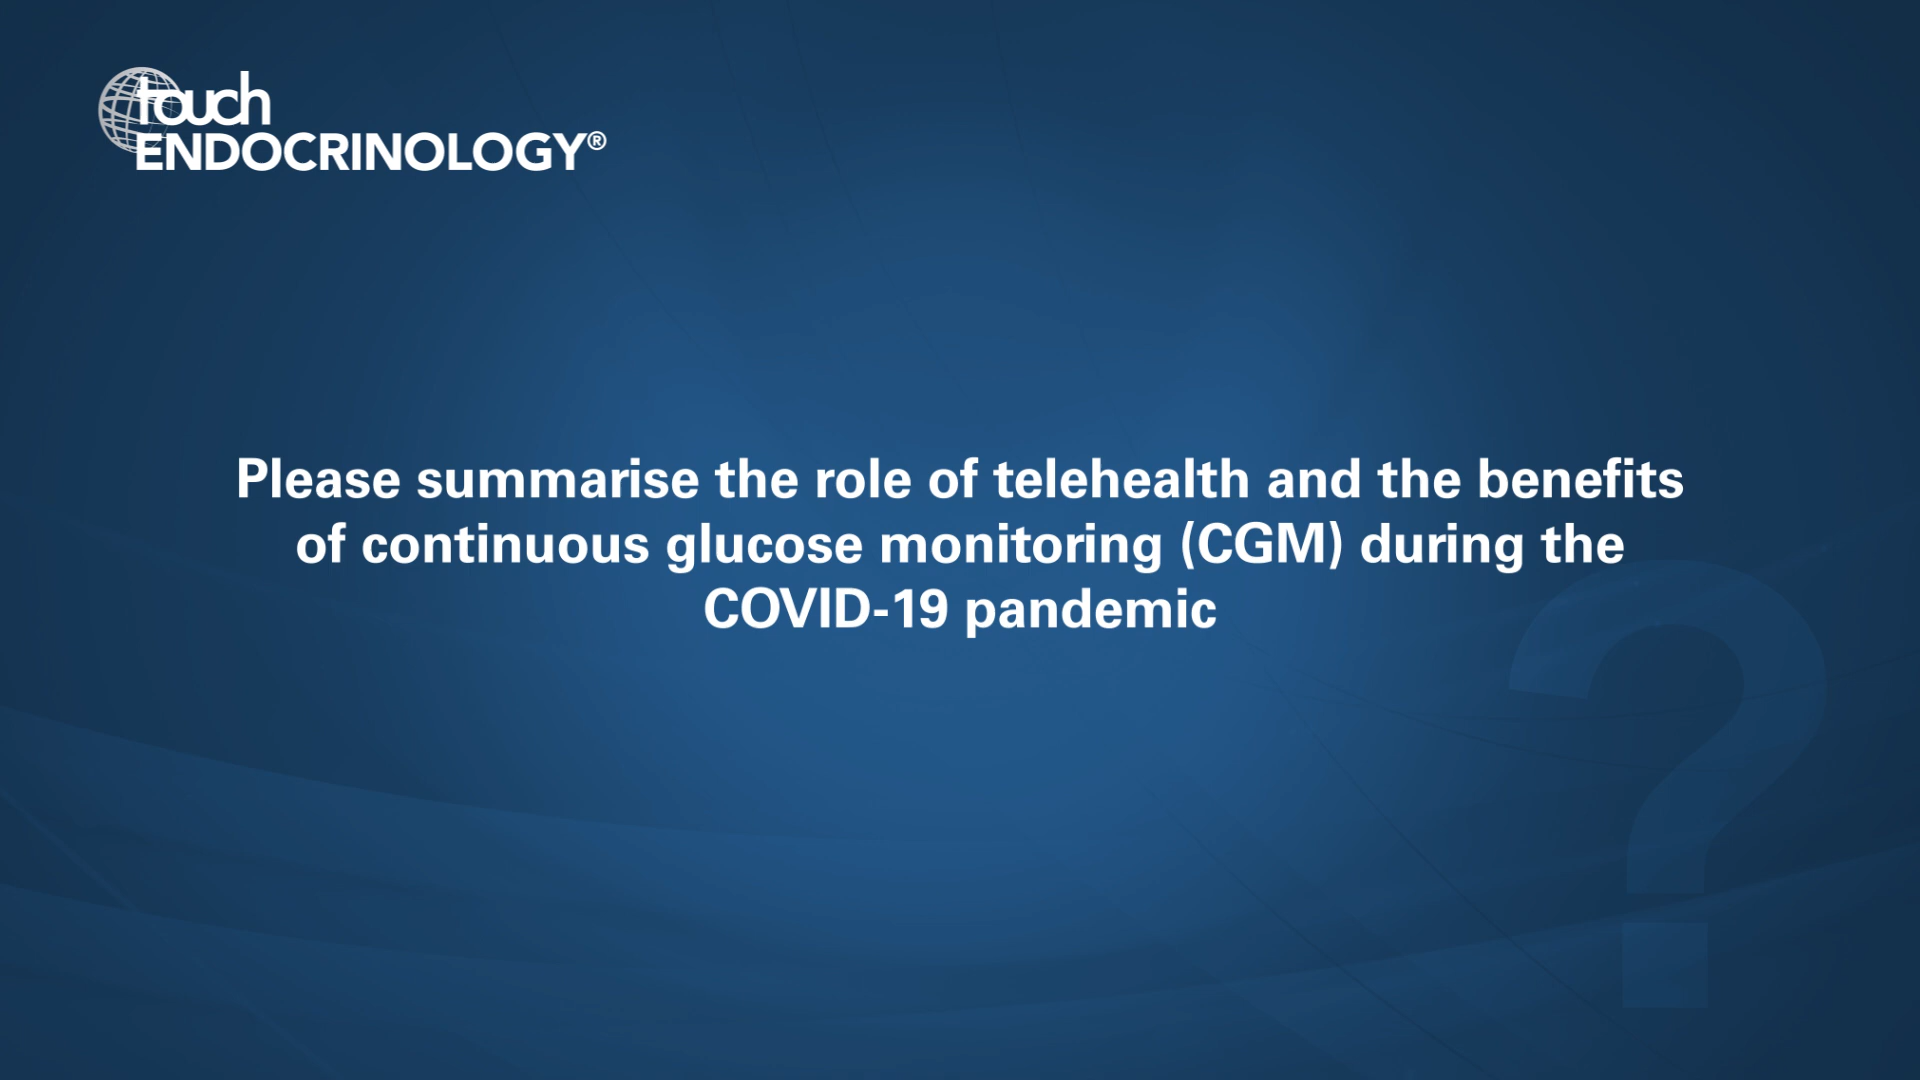 touch
ENDOCRINOLOGY®
Please summarise the role of telehealth and the benefits
of continuous glucose monitoring (CGM) during the
COVID-19 pandemic
?